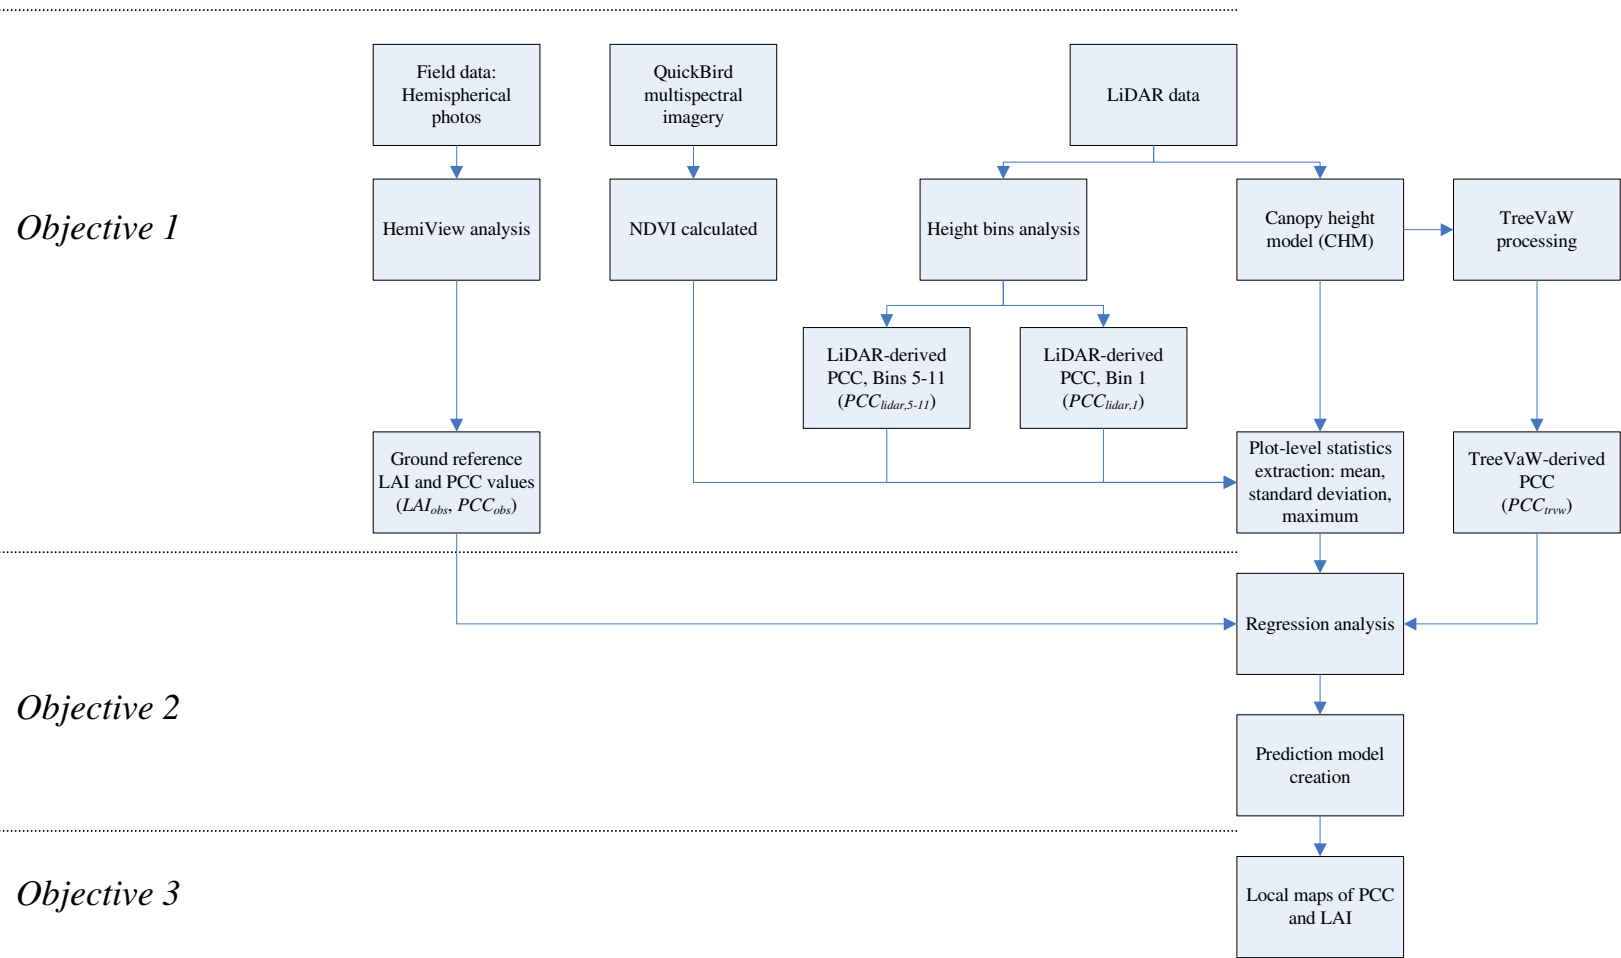 Field data:
Hemispherical
photos
QuickBird
multispectral
imagery
LiDAR data
Objective 1
HemiView analysis
NDVI calculated
Height bins analysis
Canopy height
model (CHM)
TreeVaW
processing
LiDAR-derived
PCC, Bins 5-11
(PCClidar,5-11)
LiDAR-derived
PCC, Bin 1
(PCClidar,1)
Ground reference
LAI and PCC values
(LAIobs, PCCobs)
Plot-level statistics
extraction: mean,
standard deviation,
maximum
TreeVaW-derived
PCC
(PCCtrvw)
Regression analysis
Objective 2
Prediction model
creation
Objective 3
Local maps of PCC
and LAI